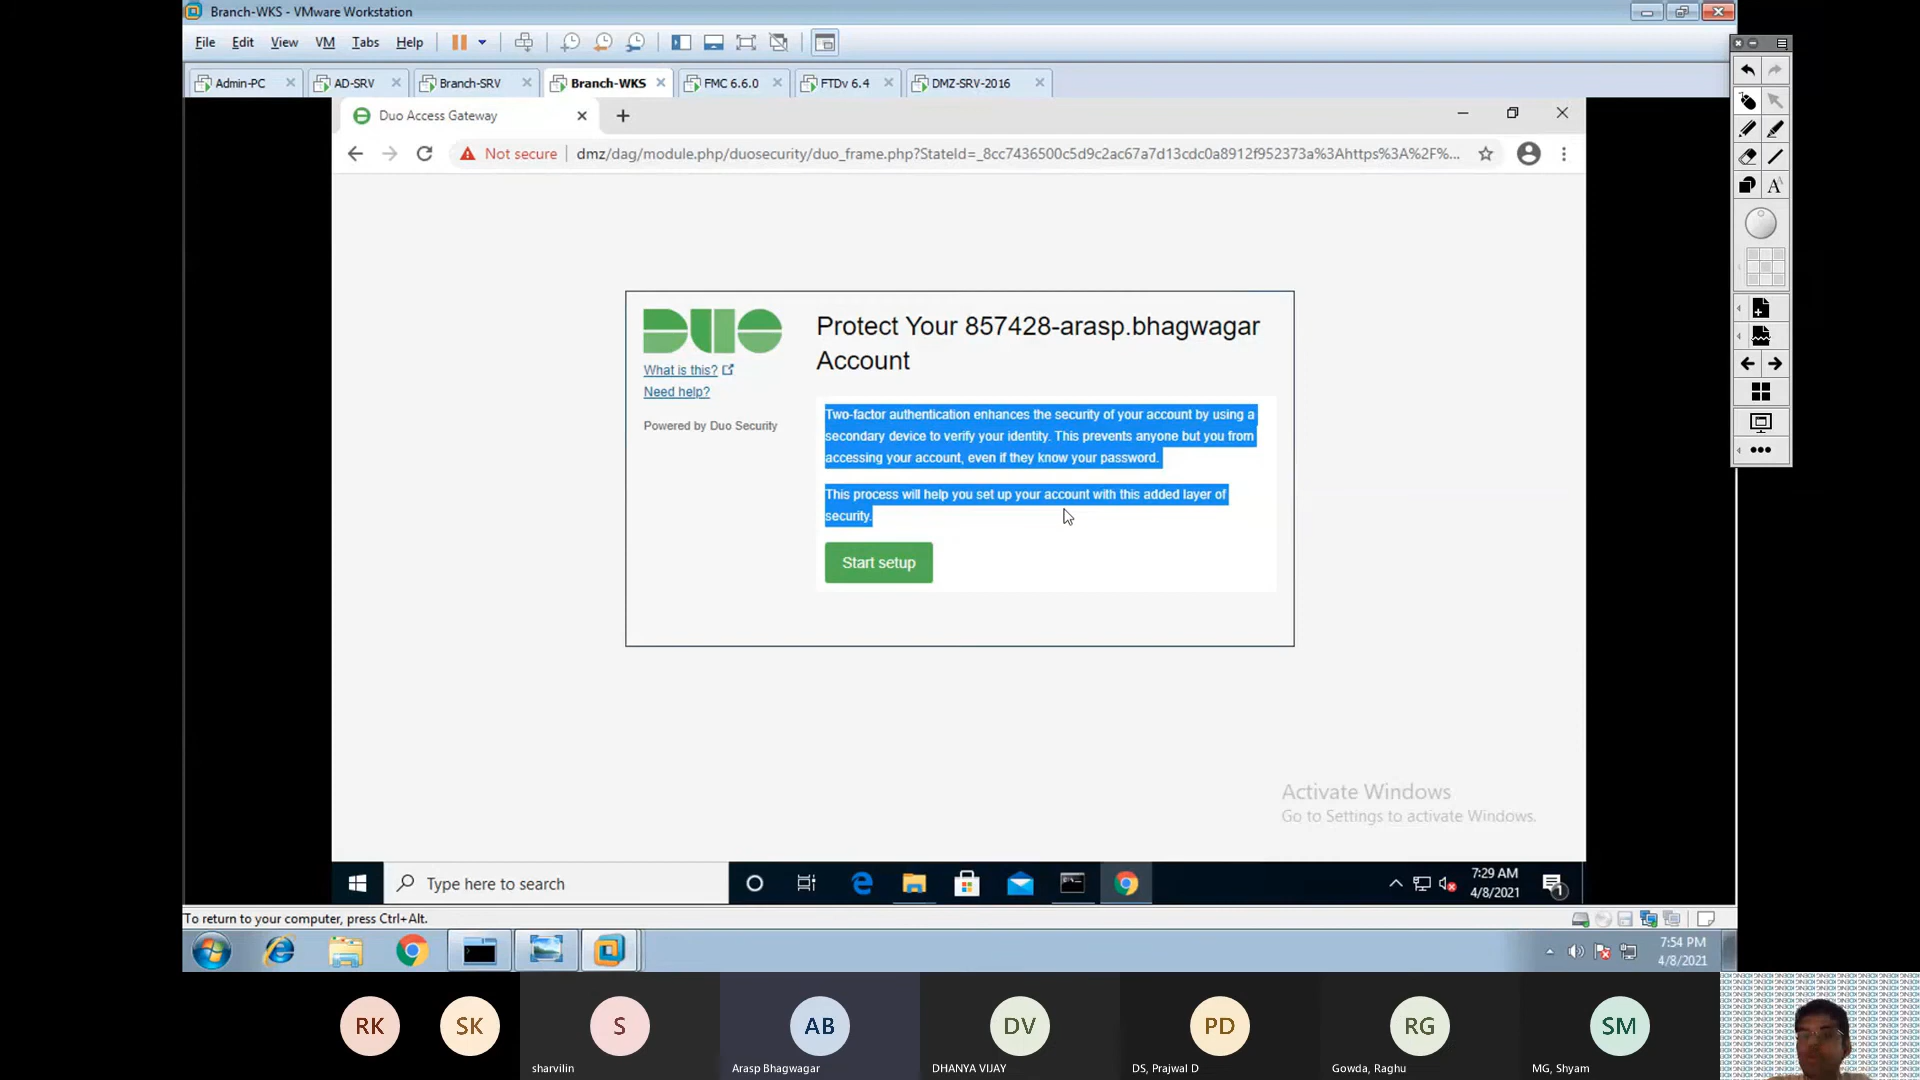 Branch-WKS - VMware Workstation
File Edit View VM Tabs Help
Admin-PC AD-SRV Branch-SRV Branch-WKS FMC 6.6.0 FTDv 6.4 DMZ-SRV-2016
Duo Access Gateway
Not secure dmz/dag/module.php/duosecurity/duo_frame.php?StateId=_8cc7436500c5d9c2ac67a7d13cdc0a8912f952373a%3Ahttps%3A%2F%...
DUO
What is this?
Need help?
Powered by Duo Security
Protect Your 857428-arasp.bhagwagar
Account
Two-factor authentication enhances the security of your account by using a
secondary device to verify your identity. This prevents anyone but you from
accessing your account, even if they know your password.
This process will help you set up your account with this added layer of
security.
Start setup
Activate Windows
Go to Settings to activate Windows.
Type here to search
7:29 AM
4/8/2021
1
To return to your computer, press Ctrl+Alt.
7:54 PM
4/8/2021
RK SK S AB DV PD RG SM
sharvilin Arasp Bhagwagar DHANYA VIJAY DS, Prajwal D Gowda, Raghu MG, Shyam